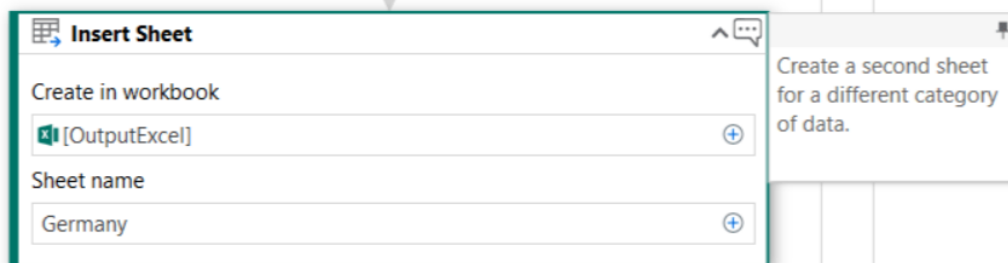 Insert Sheet
Create in workbook
[OutputExcel]
Sheet name
Germany
Create a second sheet
for a different category
of data.